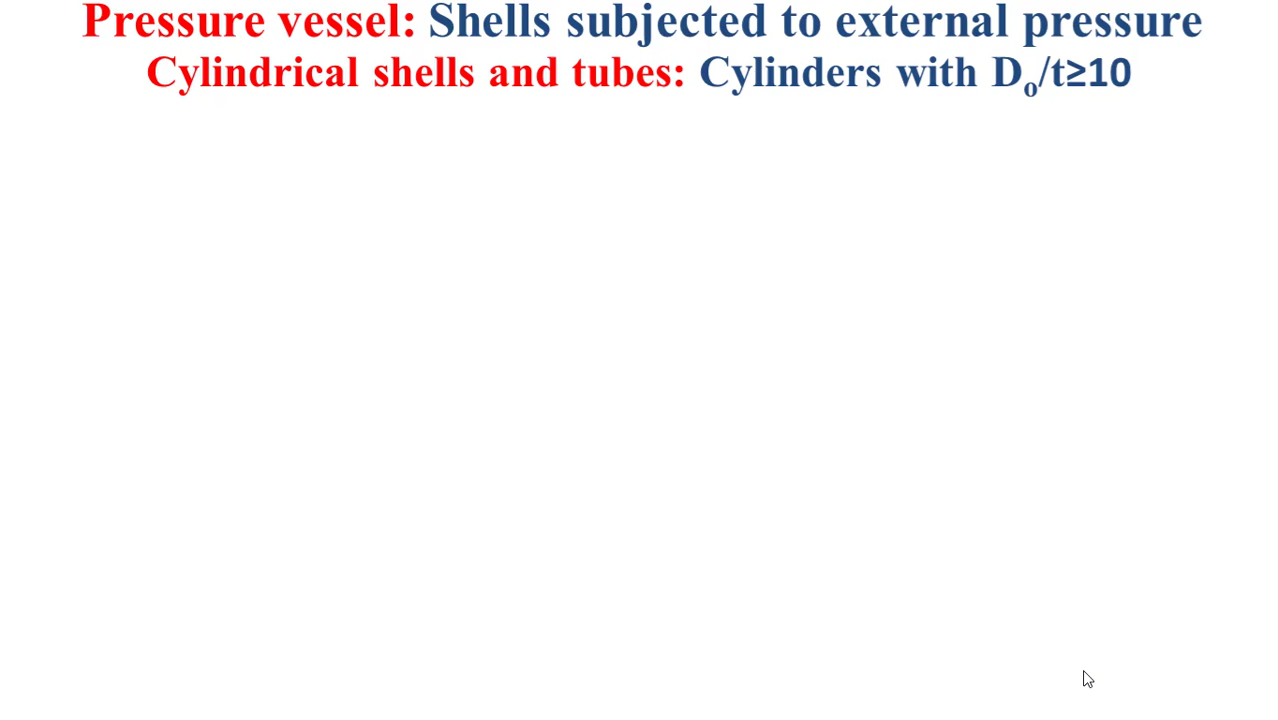 Pressure vessel: Shells subjected to external pressure
Cylindrical shells and tubes: Cylinders with Dₒ/t≥10